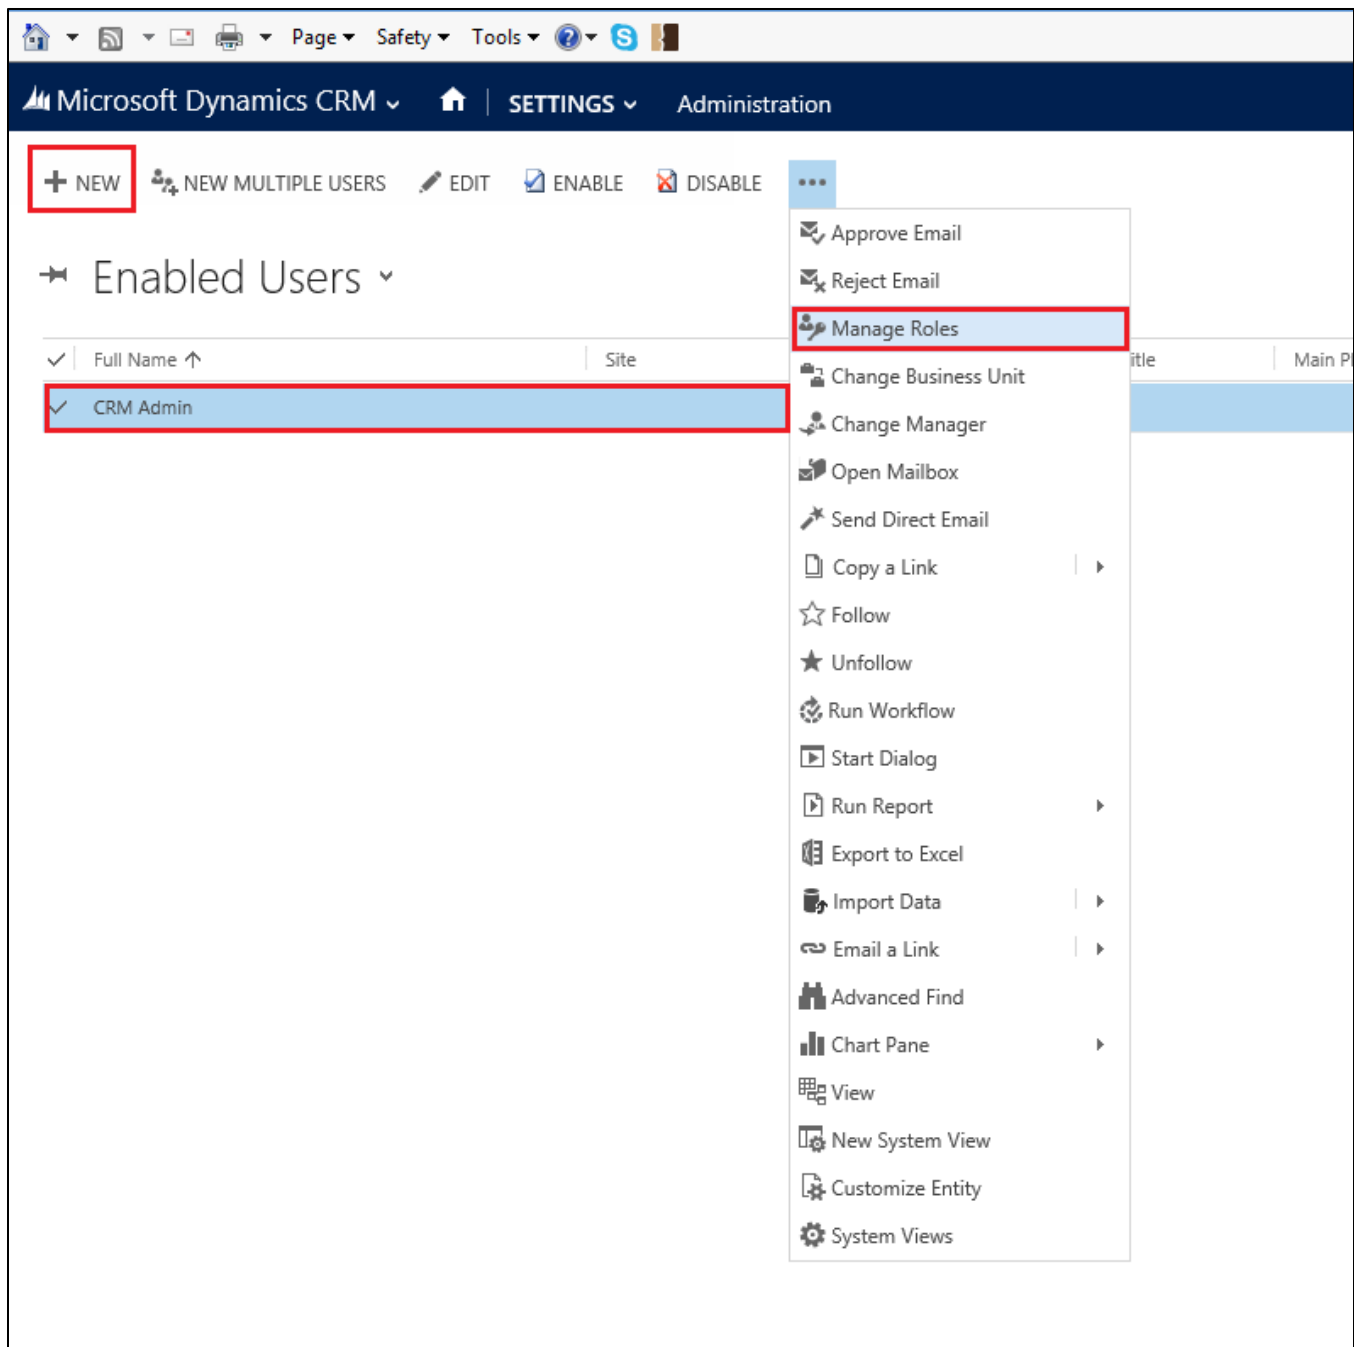 Page Safety Tools
Microsoft Dynamics CRM SETTINGS Administration
NEW NEW MULTIPLE USERS EDIT ENABLE DISABLE •••
Enabled Users
Full Name Site itle Main Pl
CRM Admin
Approve Email
Reject Email
Manage Roles
Change Business Unit
Change Manager
Open Mailbox
Send Direct Email
Copy a Link
Follow
Unfollow
Run Workflow
Start Dialog
Run Report
Export to Excel
Import Data
Email a Link
Advanced Find
Chart Pane
View
New System View
Customize Entity
System Views